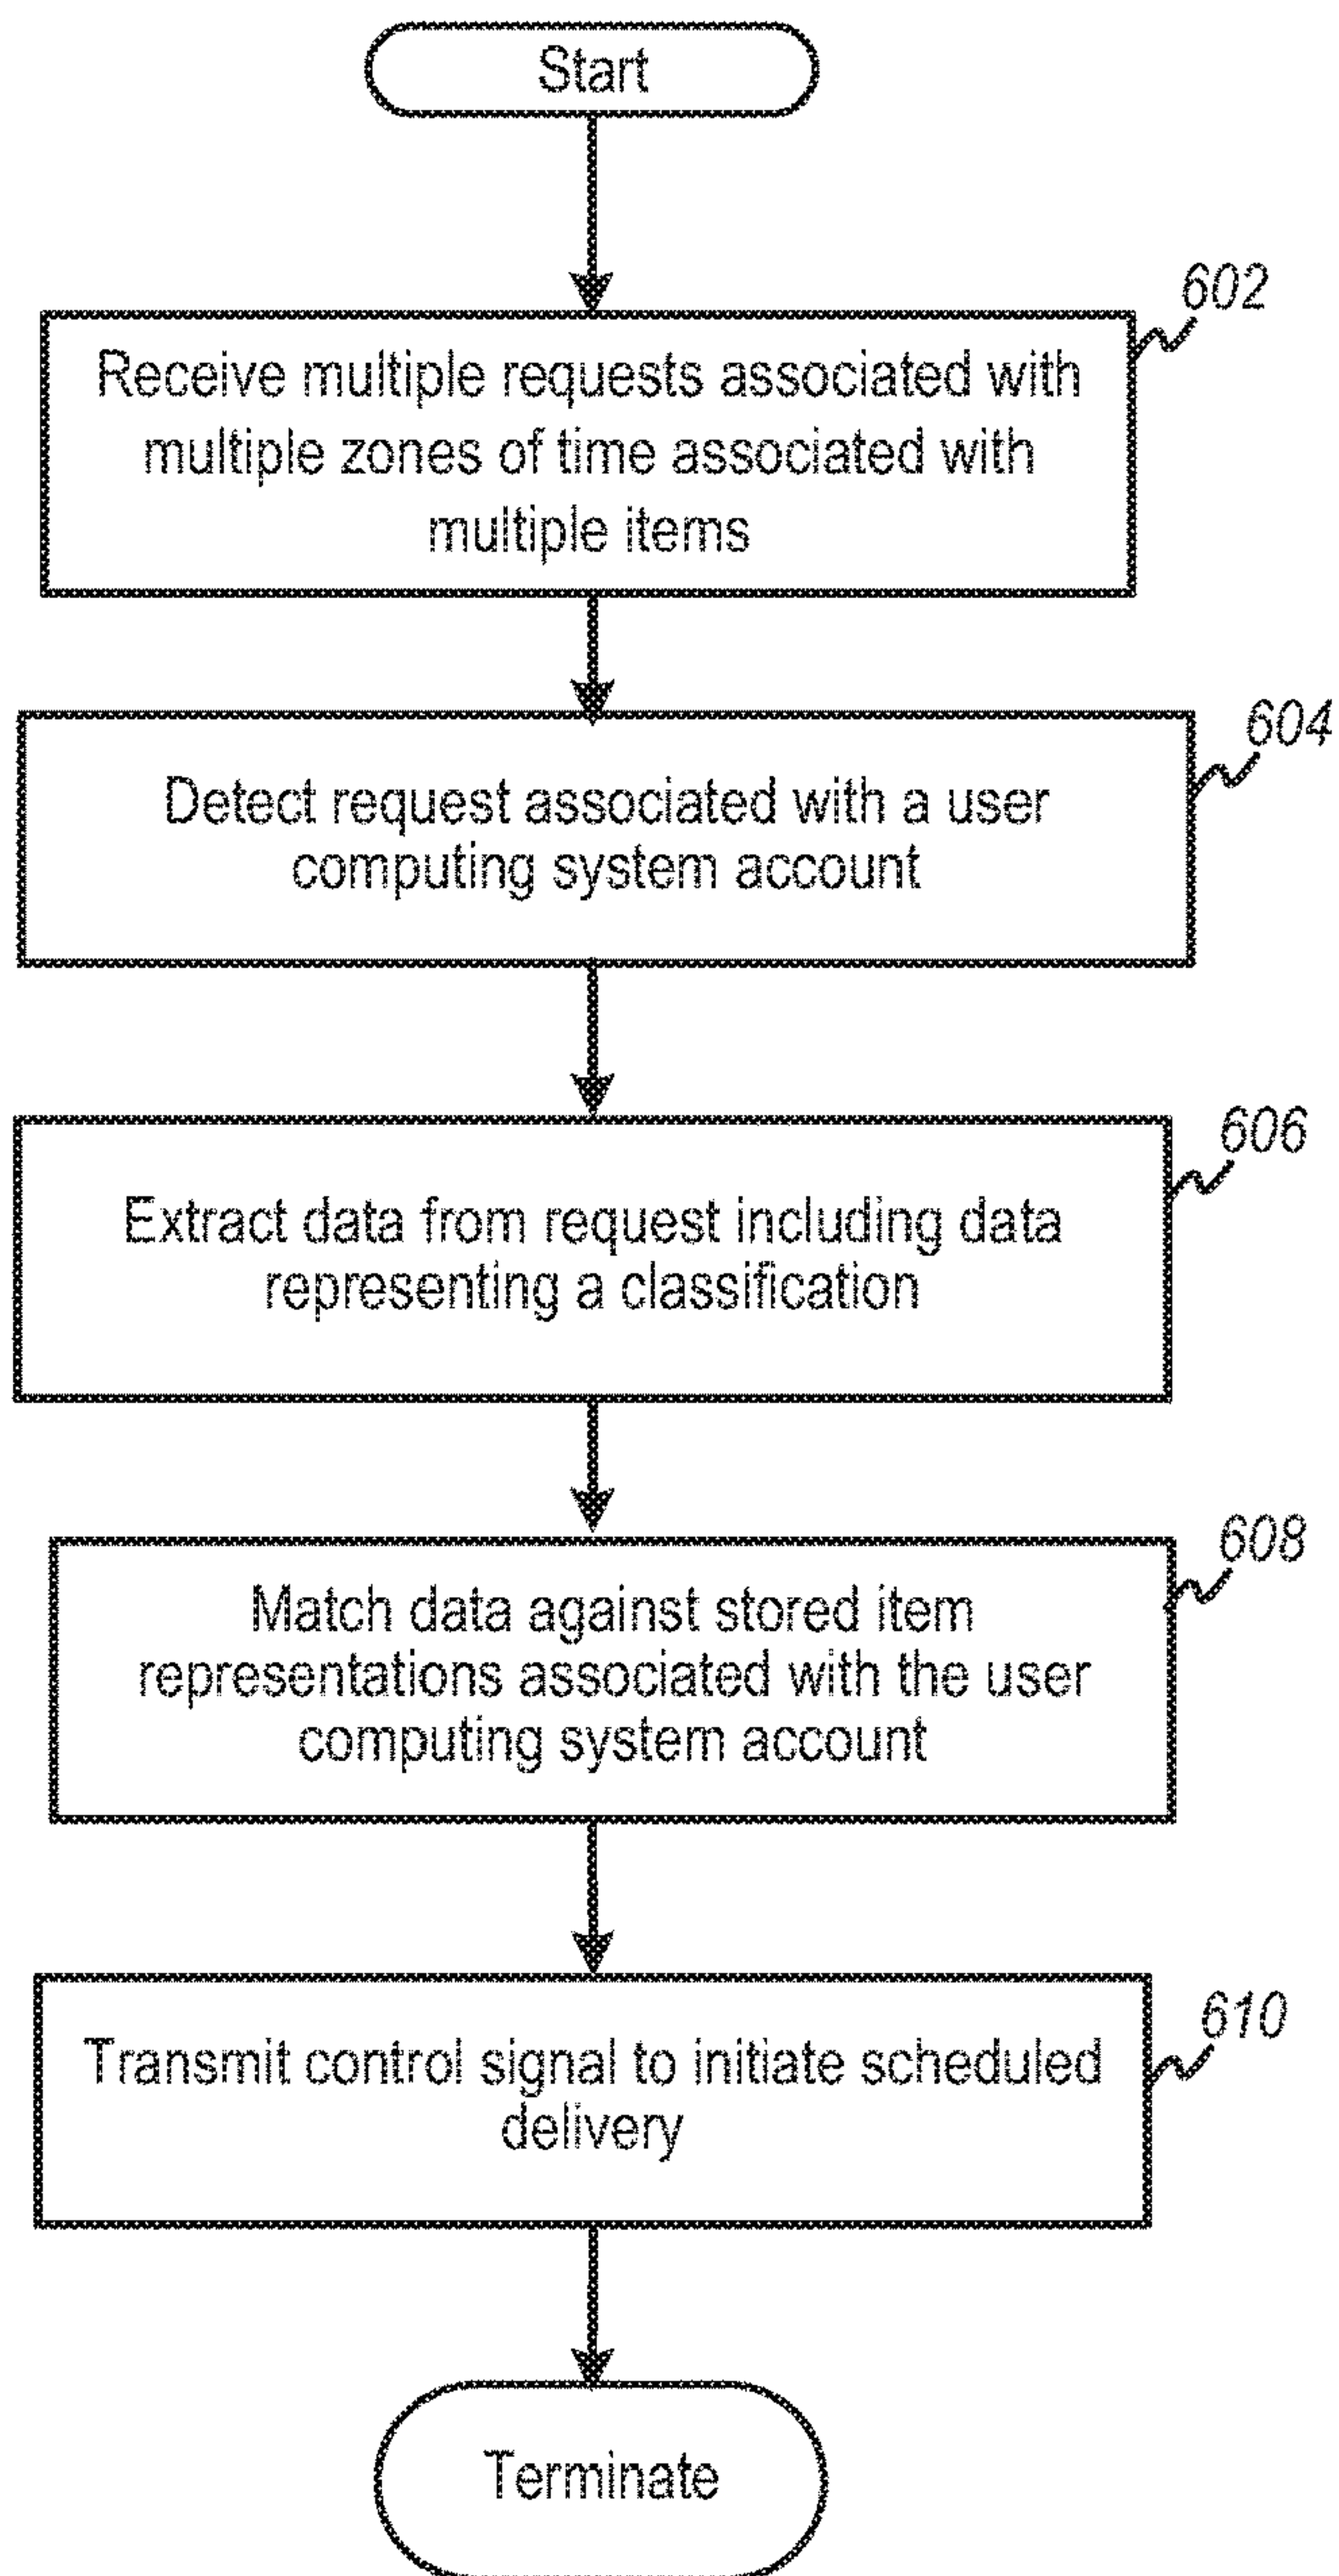 Start
602
Receive multiple requests associated with
multiple zones of time associated with
multiple items
604
Detect request associated with a user
computing system account
606
Extract data from request including data
representing a classification
608
Match data against stored item
representations associated with the user
computing system account
610
Transmit control signal to initiate scheduled
delivery
Terminate